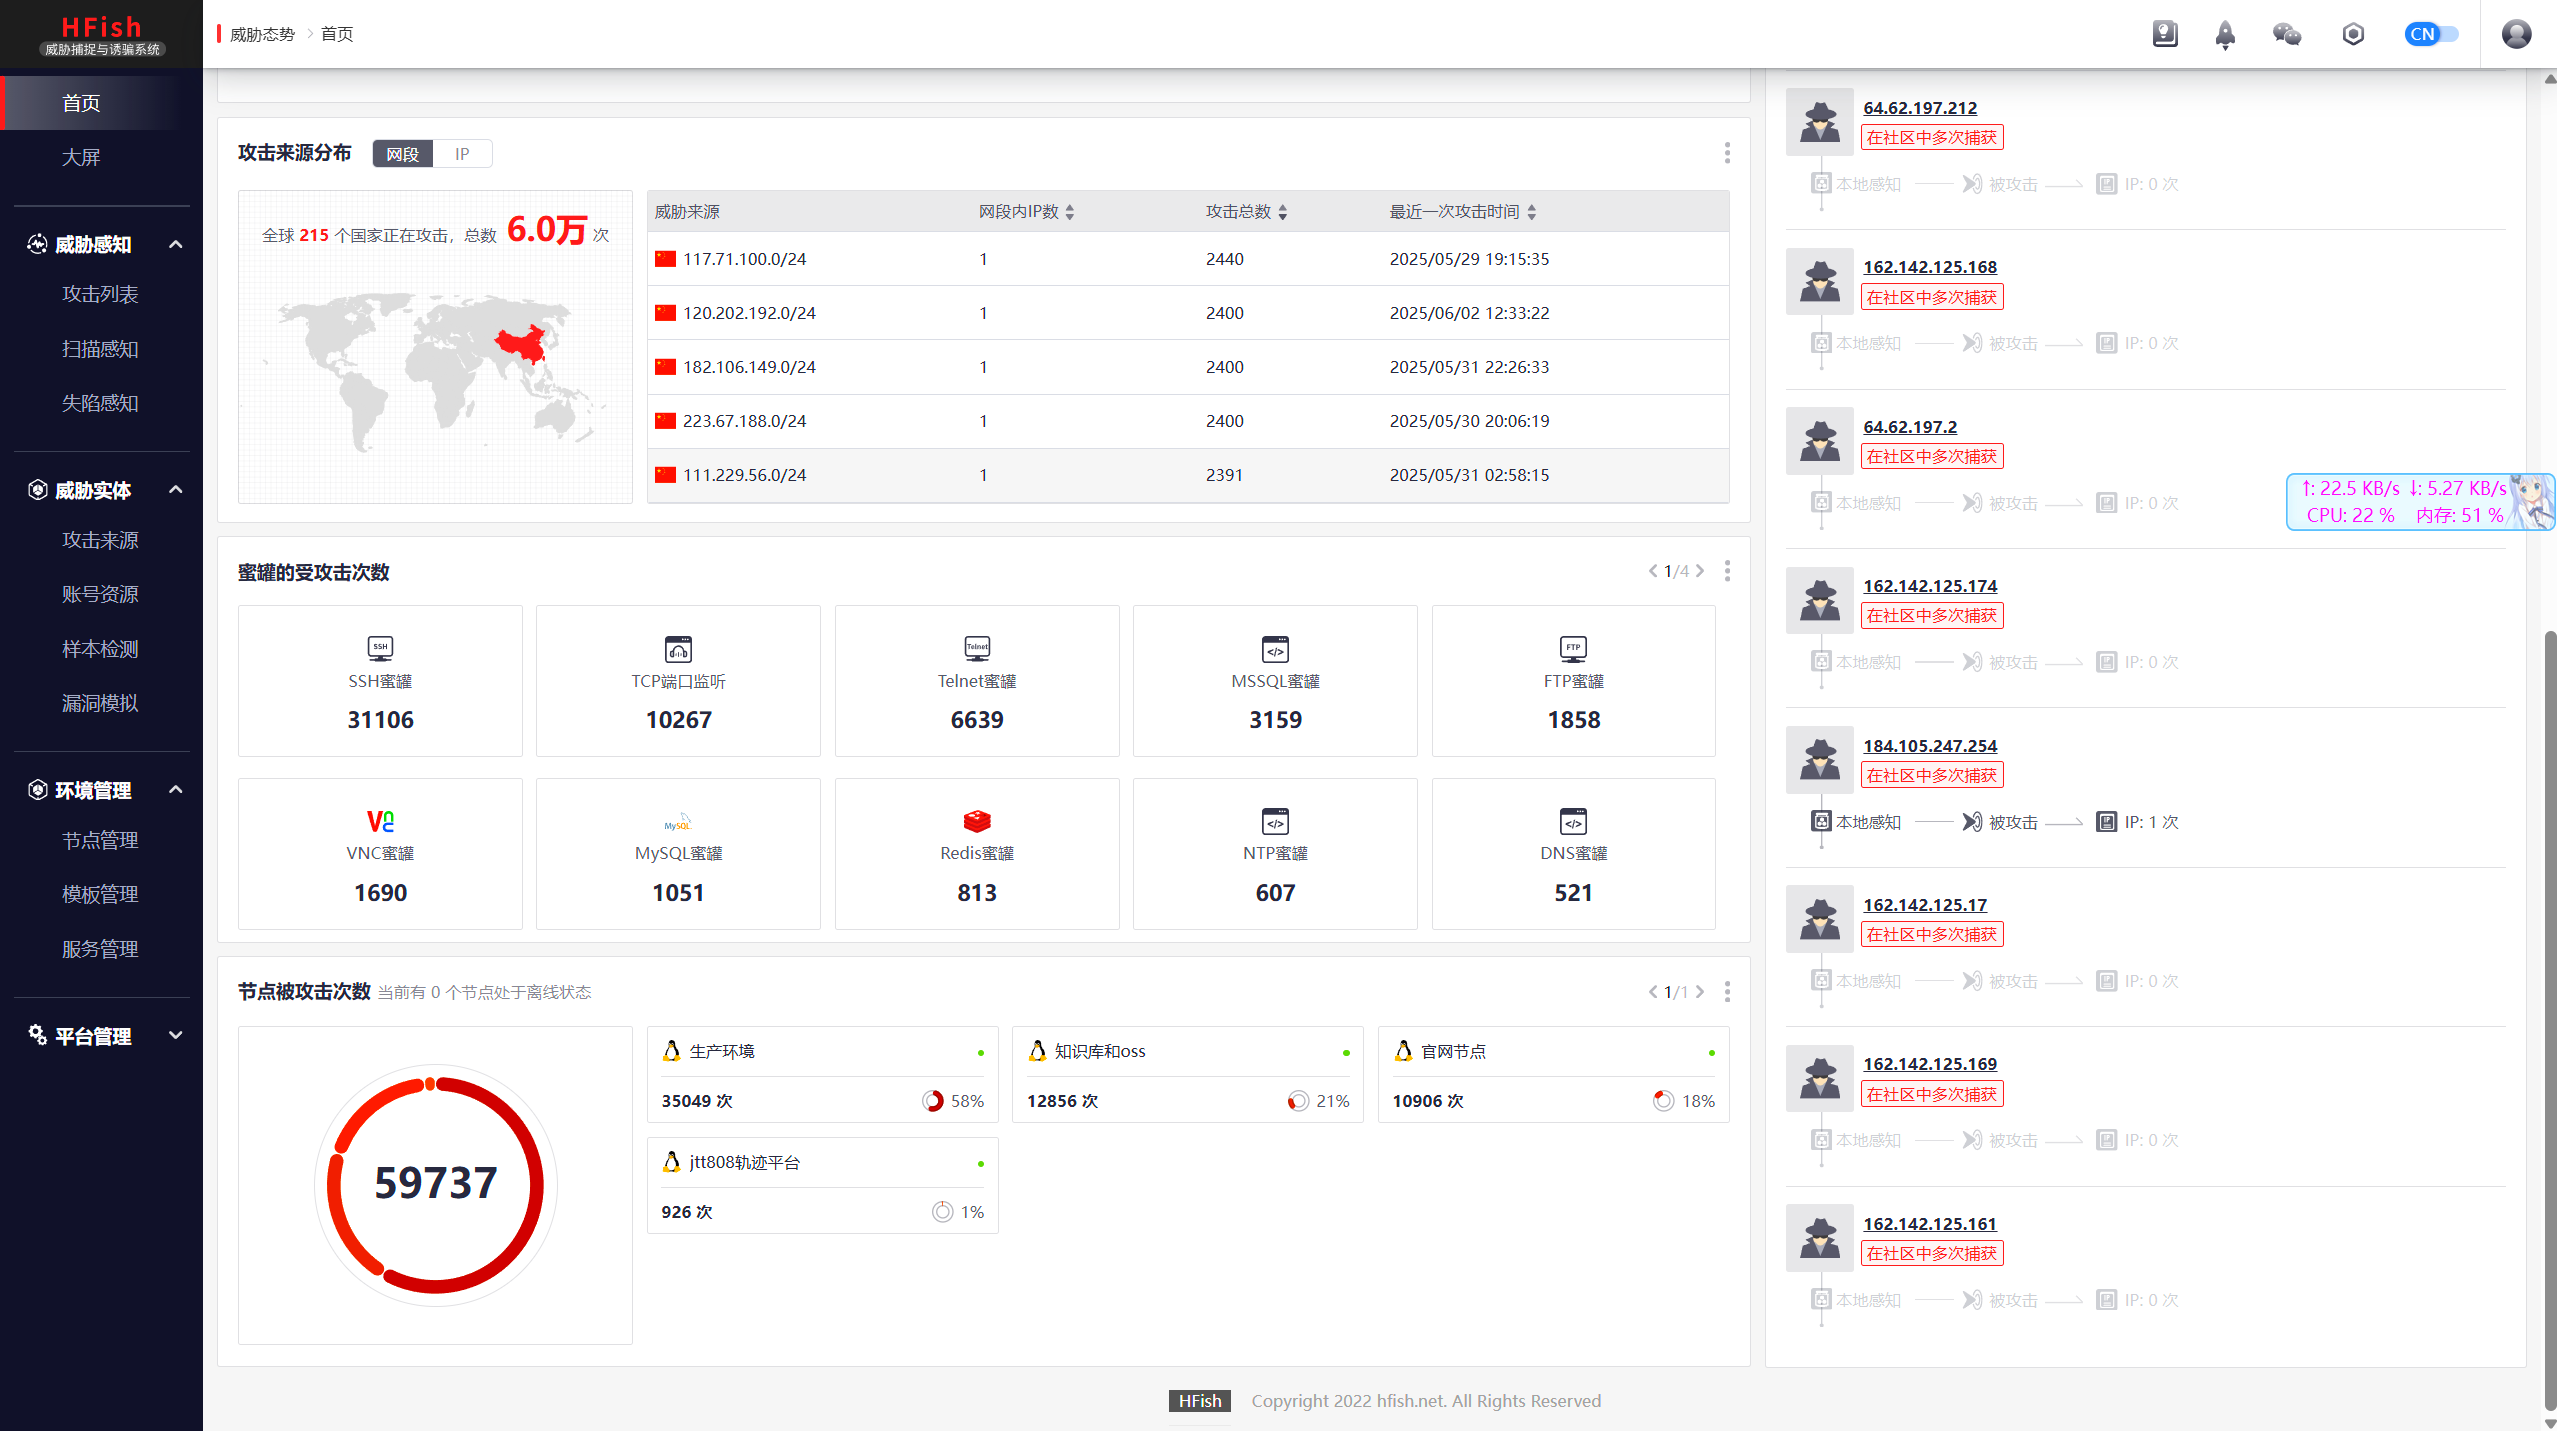 HFish
威胁捕捉与诱骗系统
威胁态势 > 首页
CN
首页
大屏
威胁感知
攻击列表
扫描感知
失陷感知
威胁实体
攻击来源
账号资源
样本检测
漏洞模拟
环境管理
节点管理
模板管理
服务管理
平台管理
攻击来源分布 网段 IP
全球 215 个国家正在攻击，总数 6.0万 次
威胁来源 网段内IP数 攻击总数 最近一次攻击时间
117.71.100.0/24 1 2440 2025/05/29 19:15:35
120.202.192.0/24 1 2400 2025/06/02 12:33:22
182.106.149.0/24 1 2400 2025/05/31 22:26:33
223.67.188.0/24 1 2400 2025/05/30 20:06:19
111.229.56.0/24 1 2391 2025/05/31 02:58:15
蜜罐的受攻击次数 1/4
SSH Telnet FTP
SSH蜜罐 TCP端口监听 Telnet蜜罐 MSSQL蜜罐 FTP蜜罐
31106 10267 6639 3159 1858
Vnc MySQL
VNC蜜罐 MySQL蜜罐 Redis蜜罐 NTP蜜罐 DNS蜜罐
1690 1051 813 607 521
节点被攻击次数 当前有 0 个节点处于离线状态 1/1
59737
生产环境 知识库和oss 官网节点
35049 次 58% 12856 次 21% 10906 次 18%
jtt808轨迹平台
926 次 1%
64.62.197.212
在社区中多次捕获
本地感知 被攻击 IP: 0 次
162.142.125.168
在社区中多次捕获
本地感知 被攻击 IP: 0 次
64.62.197.2
在社区中多次捕获
本地感知 被攻击 IP: 0 次
↑: 22.5 KB/s ↓: 5.27 KB/s
CPU: 22 % 内存: 51 %
162.142.125.174
在社区中多次捕获
本地感知 被攻击 IP: 0 次
184.105.247.254
在社区中多次捕获
本地感知 被攻击 IP: 1 次
162.142.125.17
在社区中多次捕获
本地感知 被攻击 IP: 0 次
162.142.125.169
在社区中多次捕获
本地感知 被攻击 IP: 0 次
162.142.125.161
在社区中多次捕获
本地感知 被攻击 IP: 0 次
HFish Copyright 2022 hfish.net. All Rights Reserved